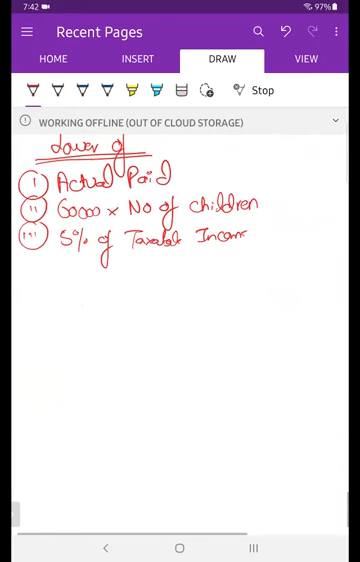 7:42 97%
Recent Pages
HOME INSERT DRAW VIEW
Stop
WORKING OFFLINE (OUT OF CLOUD STORAGE)
Lower of
i Actual Paid
ii 60000 × No of children
iii 5% of Taxable Income